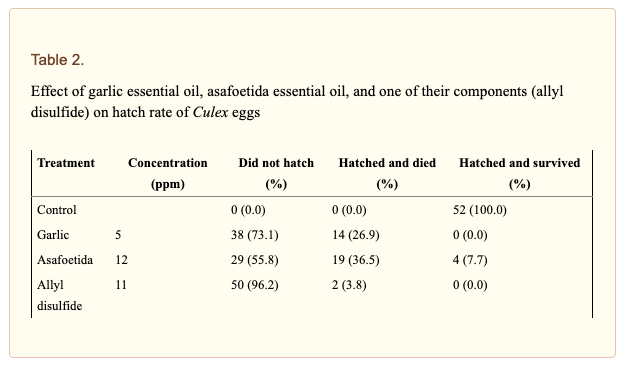 Table 2.
Effect of garlic essential oil, asafoetida essential oil, and one of their components (allyl
disulfide) on hatch rate of Culex eggs
Treatment Concentration Did not hatch Hatched and died Hatched and survived
(ppm) (%) (%) (%)
Control 0 (0.0) 0 (0.0) 52 (100.0)
Garlic 5 38 (73.1) 14 (26.9) 0 (0.0)
Asafoetida 12 29 (55.8) 19 (36.5) 4 (7.7)
Allyl 11 50 (96.2) 2 (3.8) 0 (0.0)
disulfide